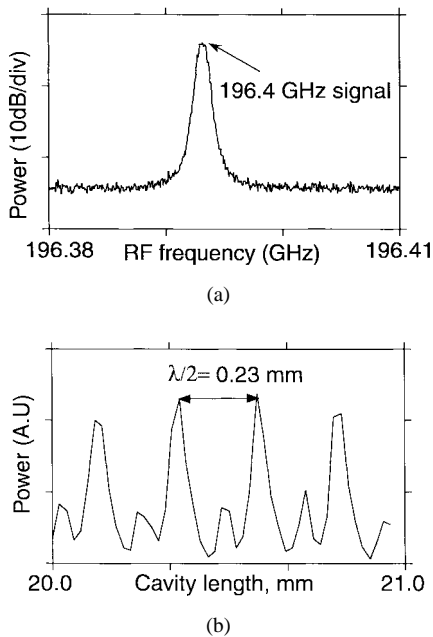 Power (10dB/div)
196.4 GHz signal
196.38
RF frequency (GHz)
196.41
(a)
Power (A.U)
λ/2= 0.23 mm
20.0
Cavity length, mm
21.0
(b)